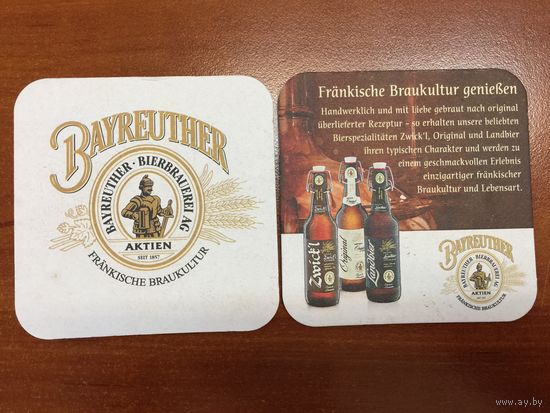 BAYREUTHER
BAYREUTHER · BIERBRAUEREI AG
AKTIEN
SEIT 1857
FRÄNKISCHE BRAUKULTUR
Fränkische Braukultur genießen
Handwerklich und mit Liebe gebraut nach original
überlieferter Rezeptur – so erhalten unsere beliebten
Bierspezialitäten Zwick'l, Original und Landbier
ihren typischen Charakter und werden zu
einem geschmackvollen Erlebnis
einzigartiger fränkischer
Braukultur und Lebensart.
Zwick'l
Original
Landbier
BAYREUTHER
BAYREUTHER · BIERBRAUEREI AG
AKTIEN
FRÄNKISCHE BRAUKULTUR
www.ay.by